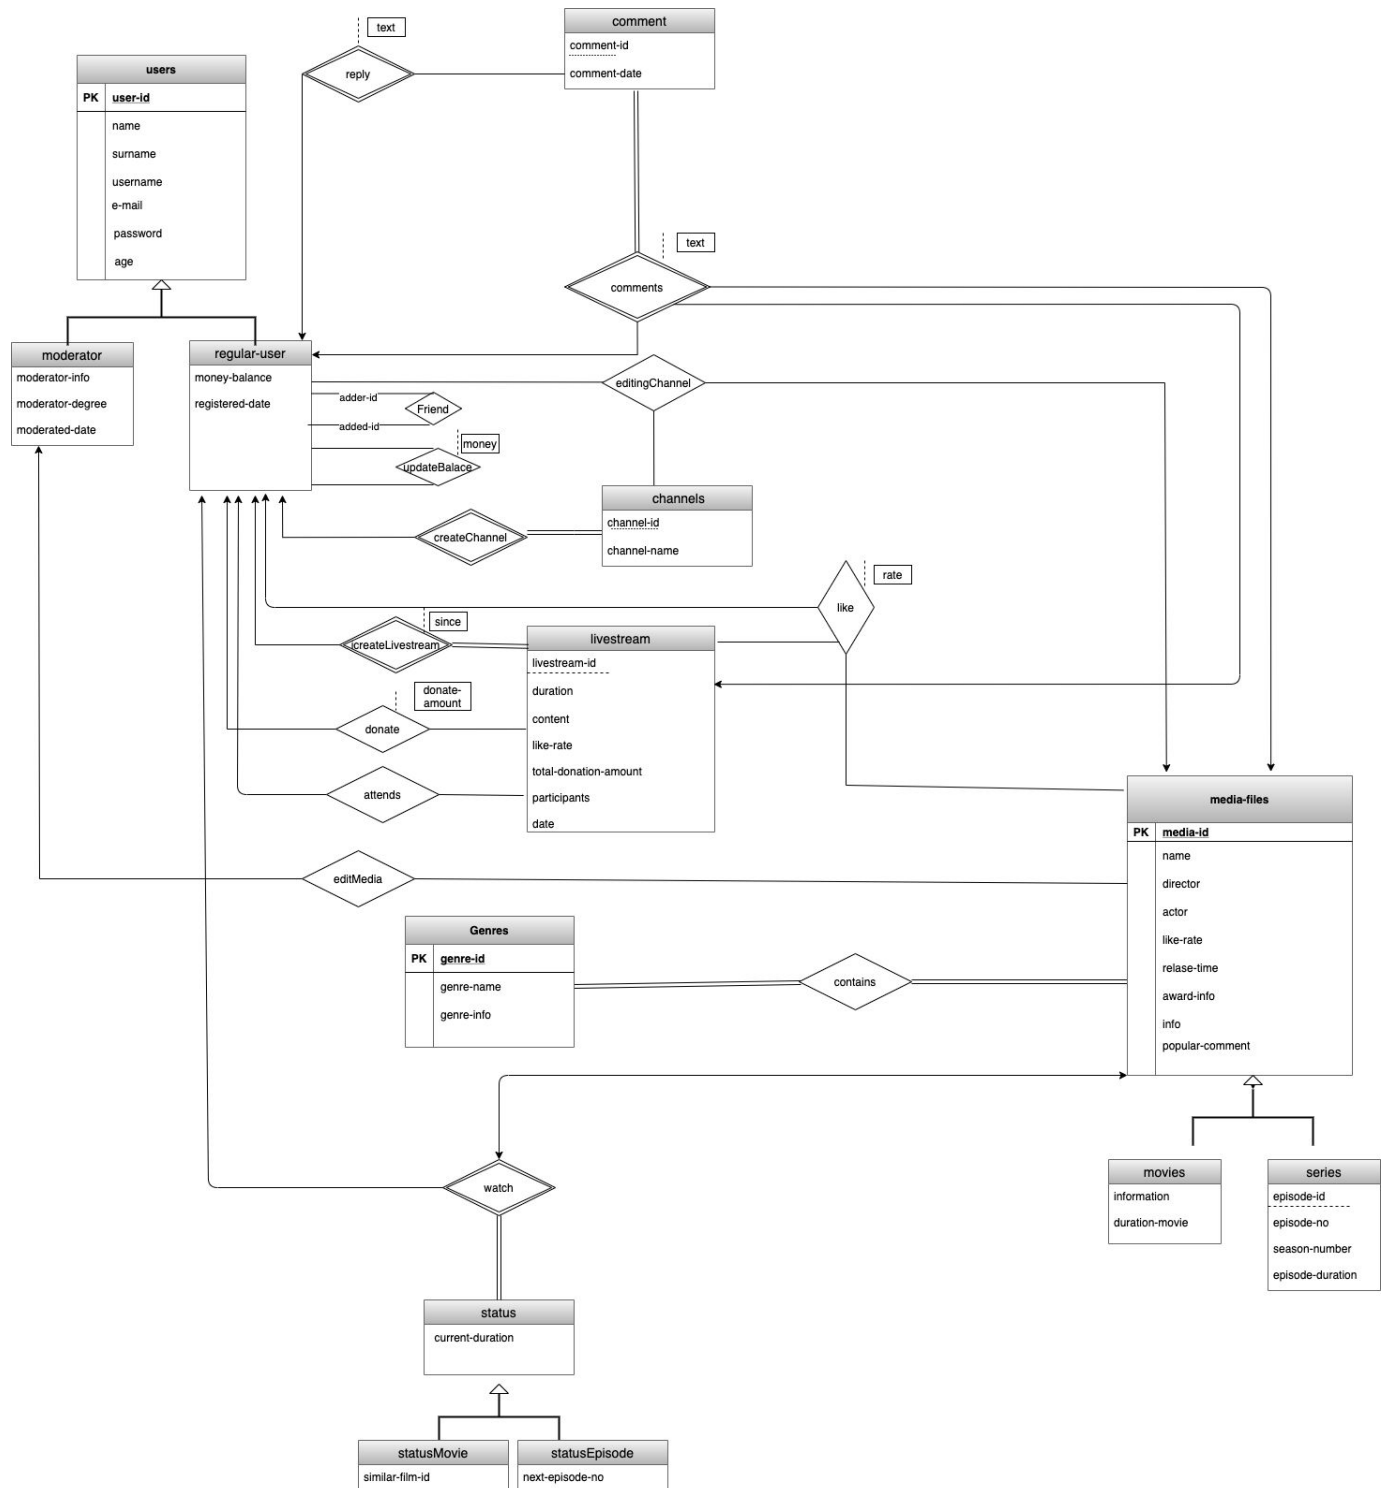 text
comment
comment-id
comment-date
reply
users
PK user-id
name
surname
username
e-mail
password
age
text
comments
moderator
moderator-info
moderator-degree
moderated-date
regular-user
money-balance
registered-date
editingChannel
adder-id
Friend
added-id
money
updateBalace
channels
channel-id
channel-name
createChannel
rate
like
since
icreateLivestream
livestream
livestream-id
duration
content
like-rate
total-donation-amount
participants
date
donate-
amount
donate
attends
media-files
PK media-id
name
director
actor
like-rate
relase-time
award-info
info
popular-comment
editMedia
Genres
PK genre-id
genre-name
genre-info
contains
watch
movies
information
duration-movie
series
episode-id
episode-no
season-number
episode-duration
status
current-duration
statusMovie
similar-film-id
statusEpisode
next-episode-no